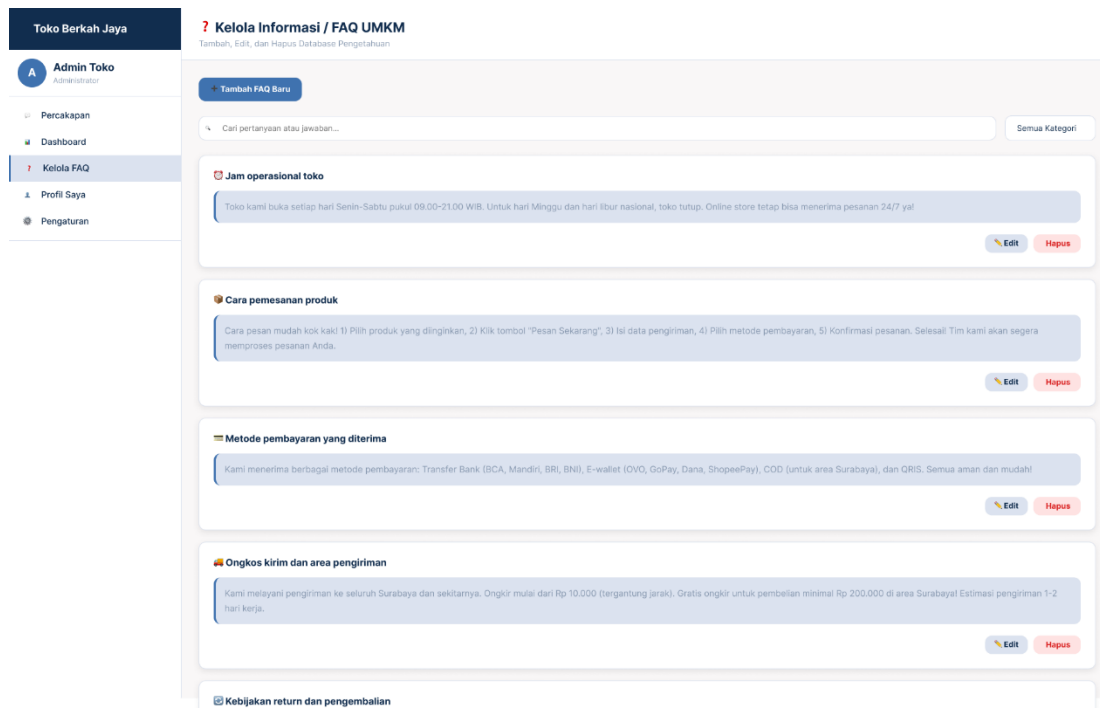 Toko Berkah Jaya
A
Admin Toko
Administrator
Percakapan
Dashboard
Kelola FAQ
Profil Saya
Pengaturan
Kelola Informasi / FAQ UMKM
Tambah, Edit, dan Hapus Database Pengetahuan
Tambah FAQ Baru
Cari pertanyaan atau jawaban...
Semua Kategori
Jam operasional toko
Toko kami buka setiap hari Senin-Sabtu pukul 09.00–21.00 WIB. Untuk hari Minggu dan hari libur nasional, toko tutup. Online store tetap bisa menerima pesanan 24/7 ya!
Edit Hapus
Cara pemesanan produk
Cara pesan mudah kok kak! 1) Pilih produk yang diinginkan, 2) Klik tombol "Pesan Sekarang", 3) Isi data pengiriman, 4) Pilih metode pembayaran, 5) Konfirmasi pesanan. Selesai! Tim kami akan segera
memproses pesanan Anda.
Edit Hapus
Metode pembayaran yang diterima
Kami menerima berbagai metode pembayaran: Transfer Bank (BCA, Mandiri, BRI, BNI), E-wallet (OVO, GoPay, Dana, ShopeePay), COD (untuk area Surabaya), dan QRIS. Semua aman dan mudah!
Edit Hapus
Ongkos kirim dan area pengiriman
Kami melayani pengiriman ke seluruh Surabaya dan sekitarnya. Ongkir mulai dari Rp 10.000 (tergantung jarak). Gratis ongkir untuk pembelian minimal Rp 200.000 di area Surabaya! Estimasi pengiriman 1-2
hari kerja.
Edit Hapus
Kebijakan return dan pengembalian